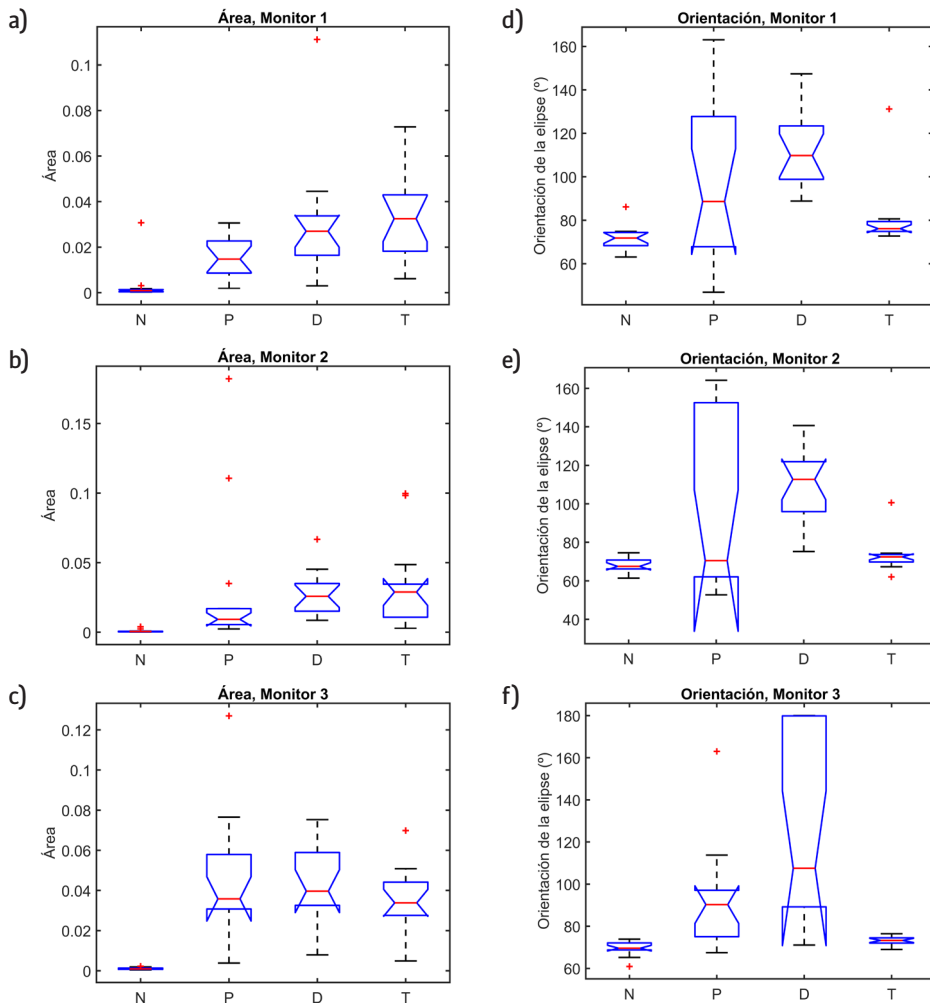 a)
Área, Monitor 1
0.1
0.08
0.06
0.04
0.02
0
Área
N P D T
d)
Orientación, Monitor 1
160
140
120
100
80
60
Orientación de la elipse (º)
N P D T
b)
Área, Monitor 2
0.15
0.1
0.05
0
Área
N P D T
e)
Orientación, Monitor 2
160
140
120
100
80
60
40
Orientación de la elipse (º)
N P D T
c)
Área, Monitor 3
0.12
0.1
0.08
0.06
0.04
0.02
0
Área
N P D T
f)
Orientación, Monitor 3
180
160
140
120
100
80
60
Orientación de la elipse (º)
N P D T